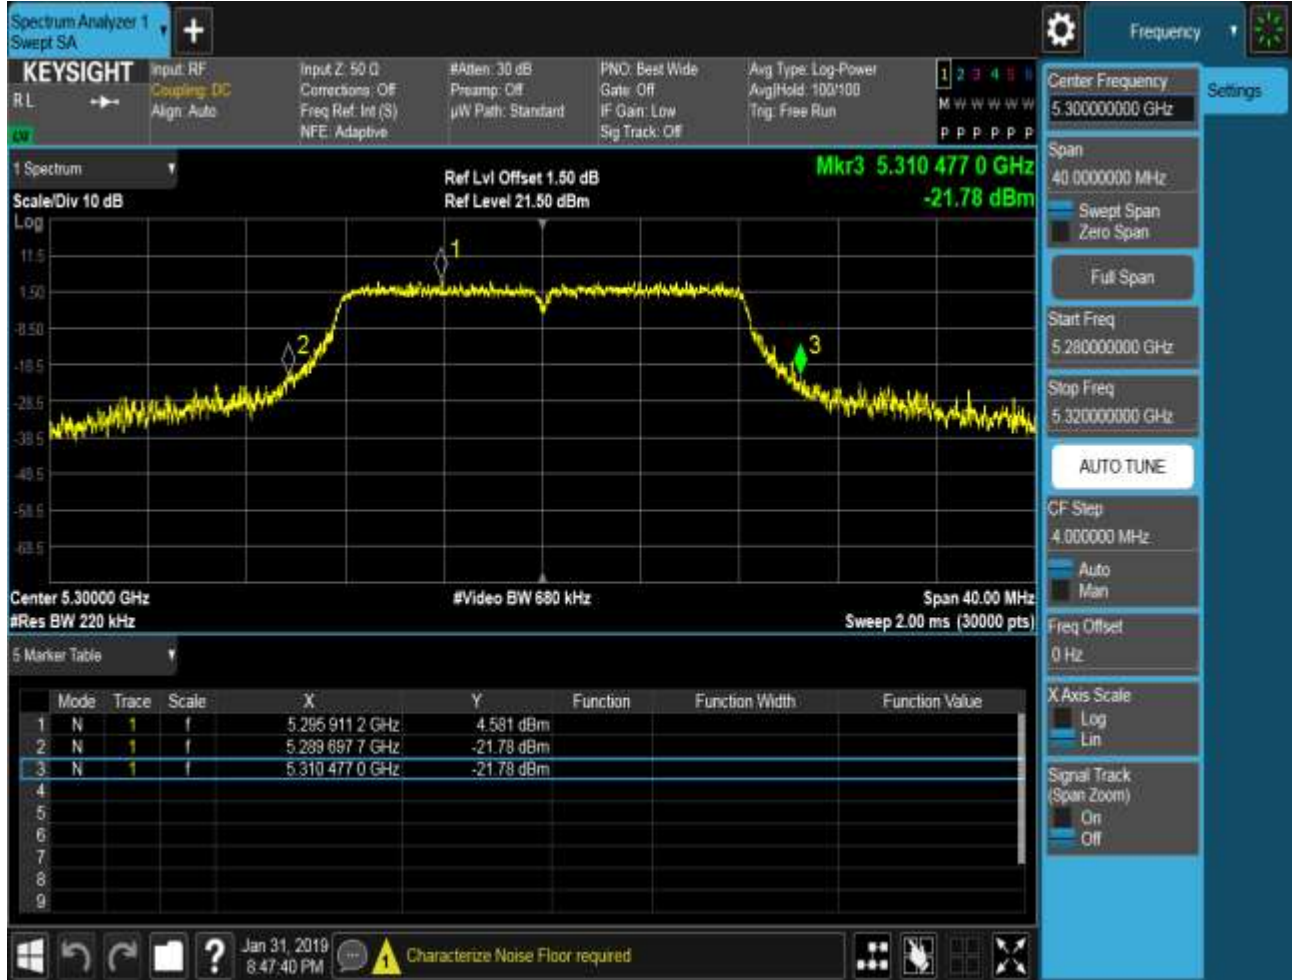 Spectrum Analyzer 1
Swept SA
Frequency
KEYSIGHT
RL
Input: RF
Coupling: DC
Align: Auto
Input Z: 50 Ω
Corrections: Off
Freq Ref: Int (S)
NFE: Adaptive
#Atten: 30 dB
Preamp: Off
µW Path: Standard
PNO: Best Wide
Gate: Off
IF Gain: Low
Sig Track: Off
Avg Type: Log-Power
Avg|Hold: 100/100
Trig: Free Run
1 2 3 4 5 6
M W W W W W
P P P P P P
1 Spectrum
Scale/Div 10 dB
Log
Ref Lvl Offset 1.50 dB
Ref Level 21.50 dBm
Mkr3 5.310 477 0 GHz
-21.78 dBm
11.5
1.50
-8.50
-18.5
-28.5
-38.5
-48.5
-58.5
-68.5
1
2
3
Center 5.30000 GHz
#Res BW 220 kHz
#Video BW 680 kHz
Span 40.00 MHz
Sweep 2.00 ms (30000 pts)
5 Marker Table
Mode Trace Scale X Y Function Function Width Function Value
1 N 1 f 5.295 911 2 GHz 4.581 dBm
2 N 1 f 5.289 697 7 GHz -21.78 dBm
3 N 1 f 5.310 477 0 GHz -21.78 dBm
4
5
6
7
8
9
Center Frequency
5.300000000 GHz
Settings
Span
40.0000000 MHz
Swept Span
Zero Span
Full Span
Start Freq
5.280000000 GHz
Stop Freq
5.320000000 GHz
AUTO TUNE
CF Step
4.000000 MHz
Auto
Man
Freq Offset
0 Hz
X Axis Scale
Log
Lin
Signal Track
(Span Zoom)
On
Off
?
Jan 31, 2019
8:47:40 PM
1
Characterize Noise Floor required